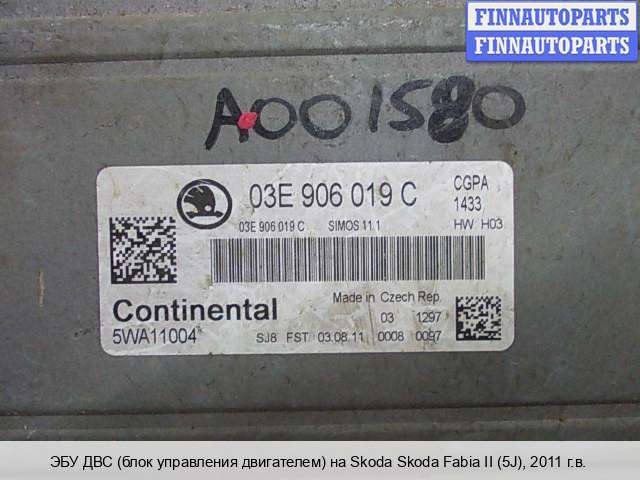 FINNAUTOPARTS
FINNAUTOPARTS
A001580
03E 906 019 C
CGPA
1433
03E 906 019 C SIMOS 11.1
HW H03
Continental
Made in Czech Rep.
5WA11004
03 1297
SJ8 FST 03.08.11 0008 0097
ЭБУ ДВС (блок управления двигателем) на Skoda Skoda Fabia II (5J), 2011 г.в.